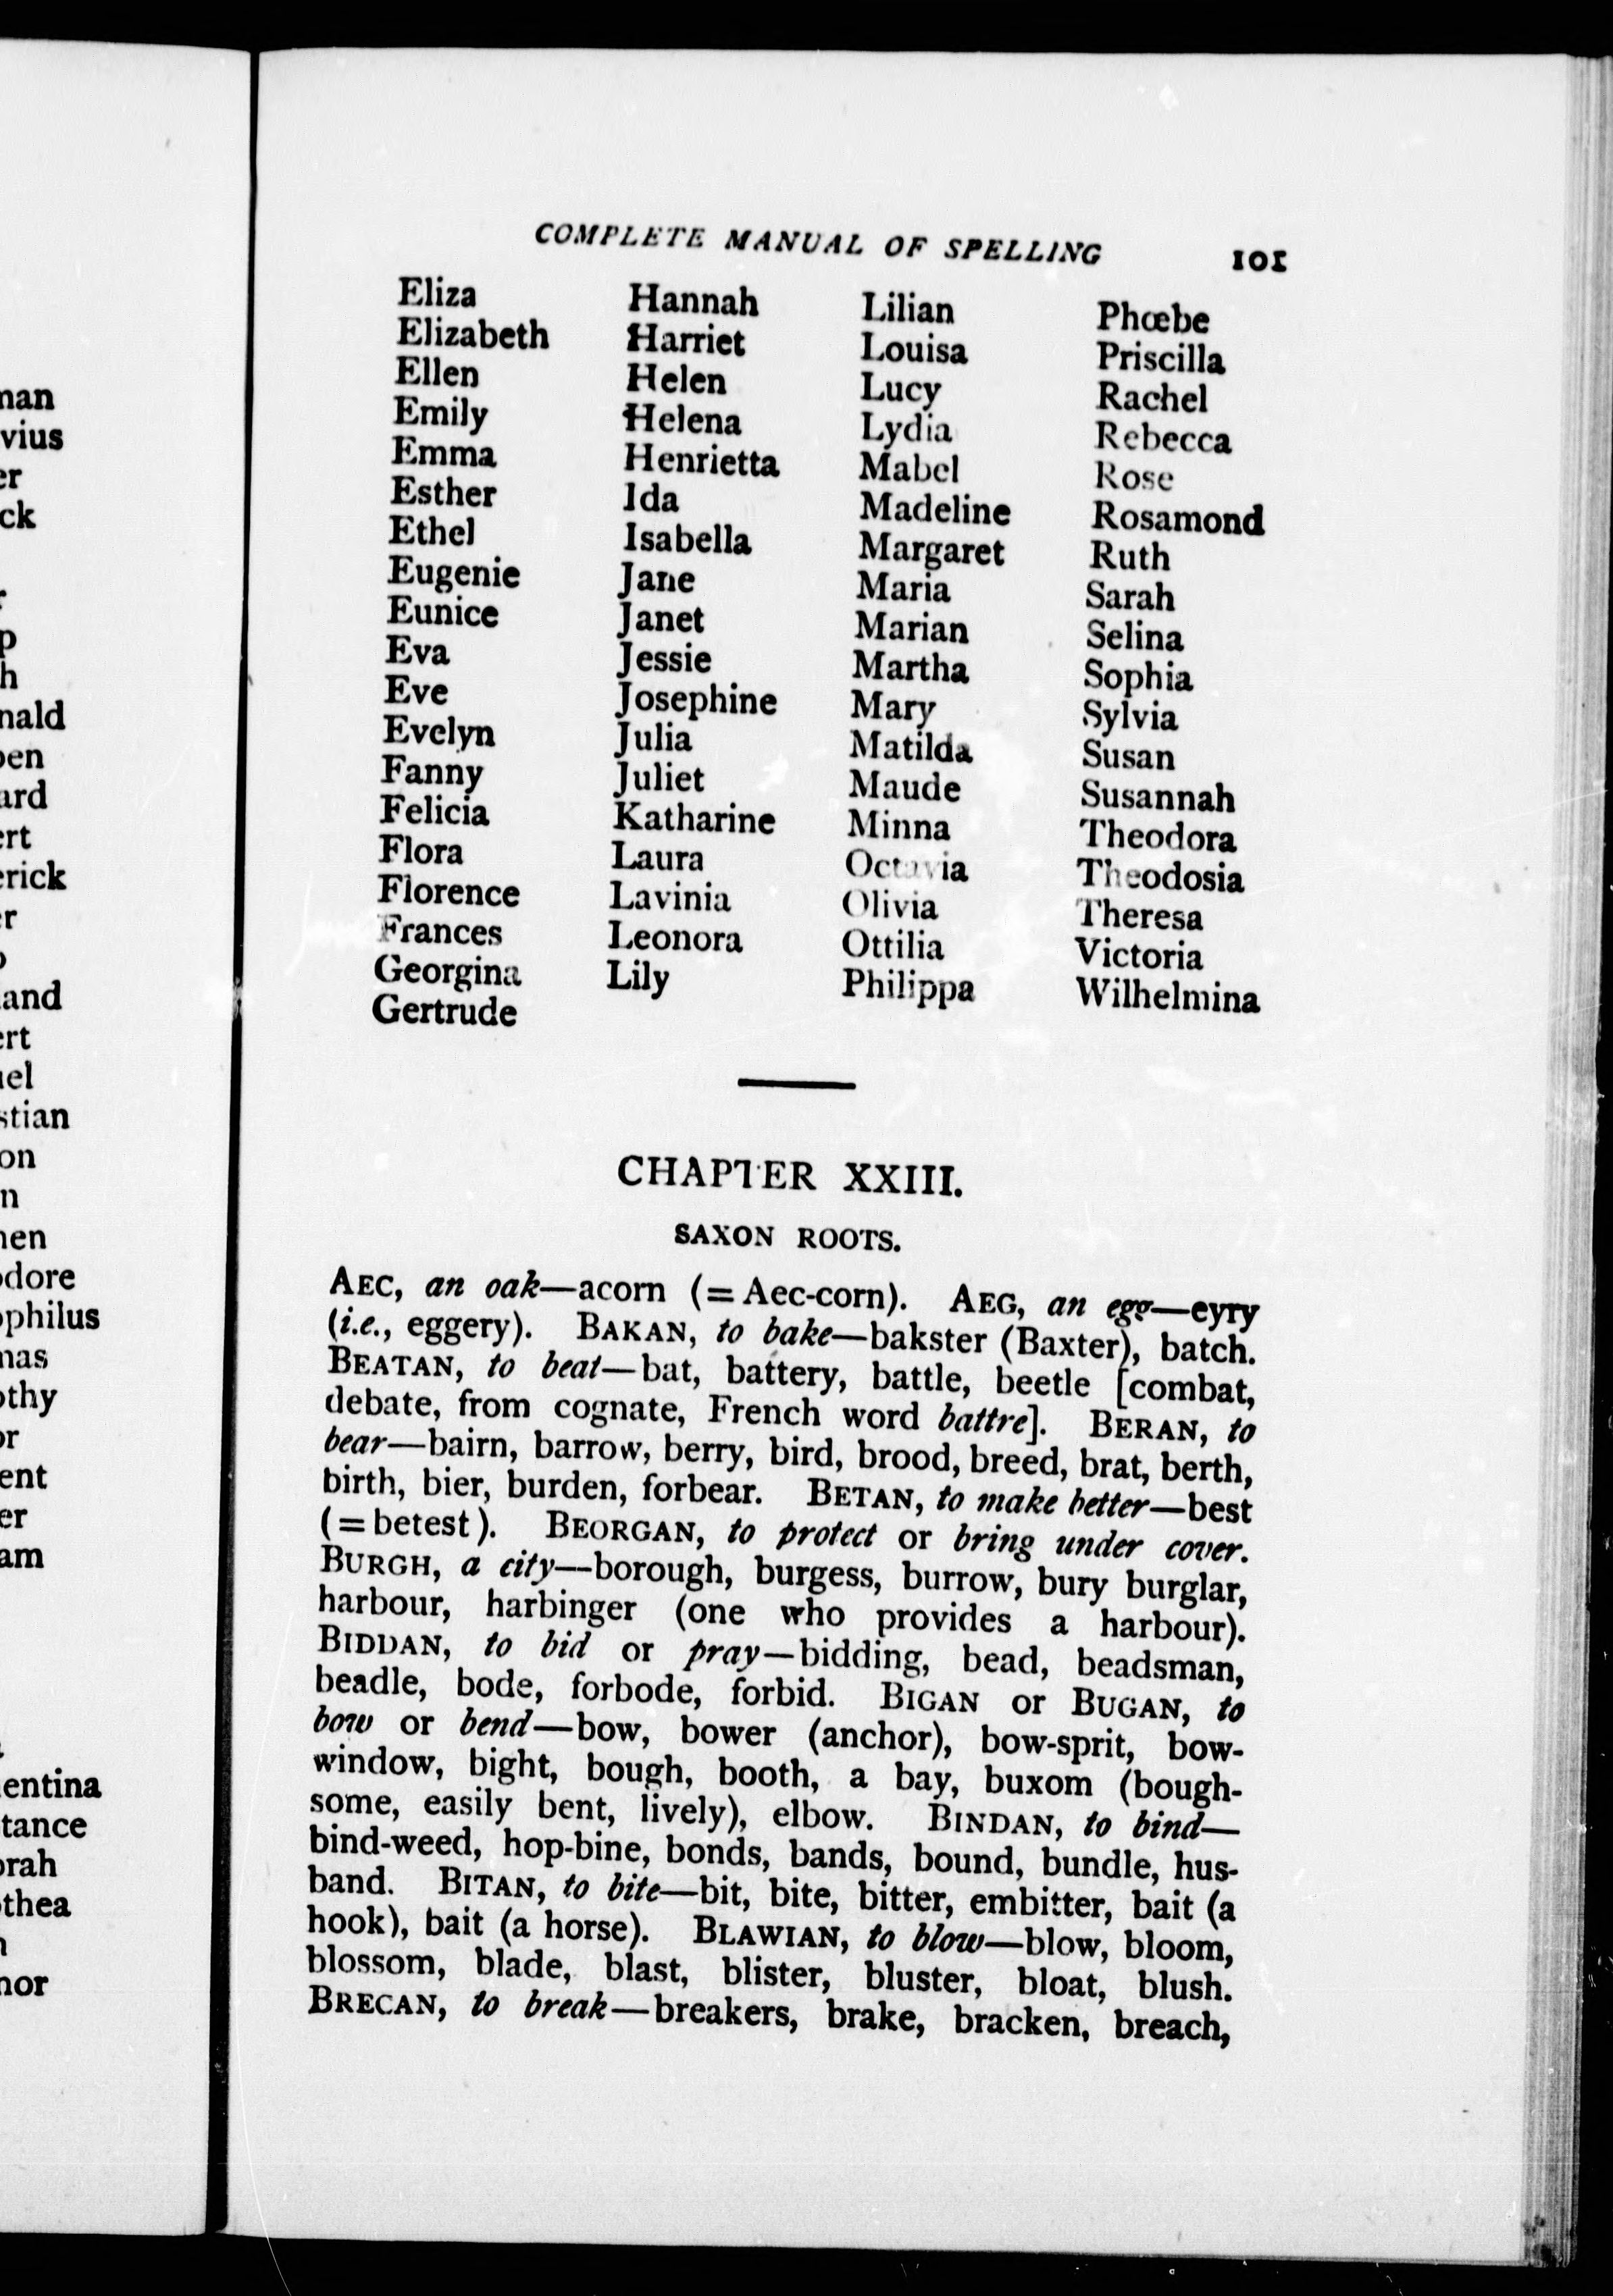 COMPLETE MANUAL OF SPELLING 101
Eliza Hannah Lilian Phœbe
Elizabeth Harriet Louisa Priscilla
Ellen Helen Lucy Rachel
Emily Helena Lydia Rebecca
Emma Henrietta Mabel Rose
Esther Ida Madeline Rosamond
Ethel Isabella Margaret Ruth
Eugenie Jane Maria Sarah
Eunice Janet Marian Selina
Eva Jessie Martha Sophia
Eve Josephine Mary Sylvia
Evelyn Julia Matilda Susan
Fanny Juliet Maude Susannah
Felicia Katharine Minna Theodora
Flora Laura Octavia Theodosia
Florence Lavinia Olivia Theresa
Frances Leonora Ottilia Victoria
Georgina Lily Philippa Wilhelmina
Gertrude
CHAPTER XXIII.
SAXON ROOTS.
AEC, an oak—acorn (= Aec-corn). AEG, an egg—eyry
(i.e., eggery). BAKAN, to bake—bakster (Baxter), batch.
BEATAN, to beat—bat, battery, battle, beetle [combat,
debate, from cognate, French word battre]. BERAN, to
bear—bairn, barrow, berry, bird, brood, breed, brat, berth,
birth, bier, burden, forbear. BETAN, to make better—best
(= betest). BEORGAN, to protect or bring under cover.
BURGH, a city—borough, burgess, burrow, bury burglar,
harbour, harbinger (one who provides a harbour).
BIDDAN, to bid or pray—bidding, bead, beadsman,
beadle, bode, forbode, forbid. BIGAN or BUGAN, to
bow or bend—bow, bower (anchor), bow-sprit, bow-
window, bight, bough, booth, a bay, buxom (bough-
some, easily bent, lively), elbow. BINDAN, to bind—
bind-weed, hop-bine, bonds, bands, bound, bundle, hus-
band. BITAN, to bite—bit, bite, bitter, embitter, bait (a
hook), bait (a horse). BLAWIAN, to blow—blow, bloom,
blossom, blade, blast, blister, bluster, bloat, blush.
BRECAN, to break—breakers, brake, bracken, breach,